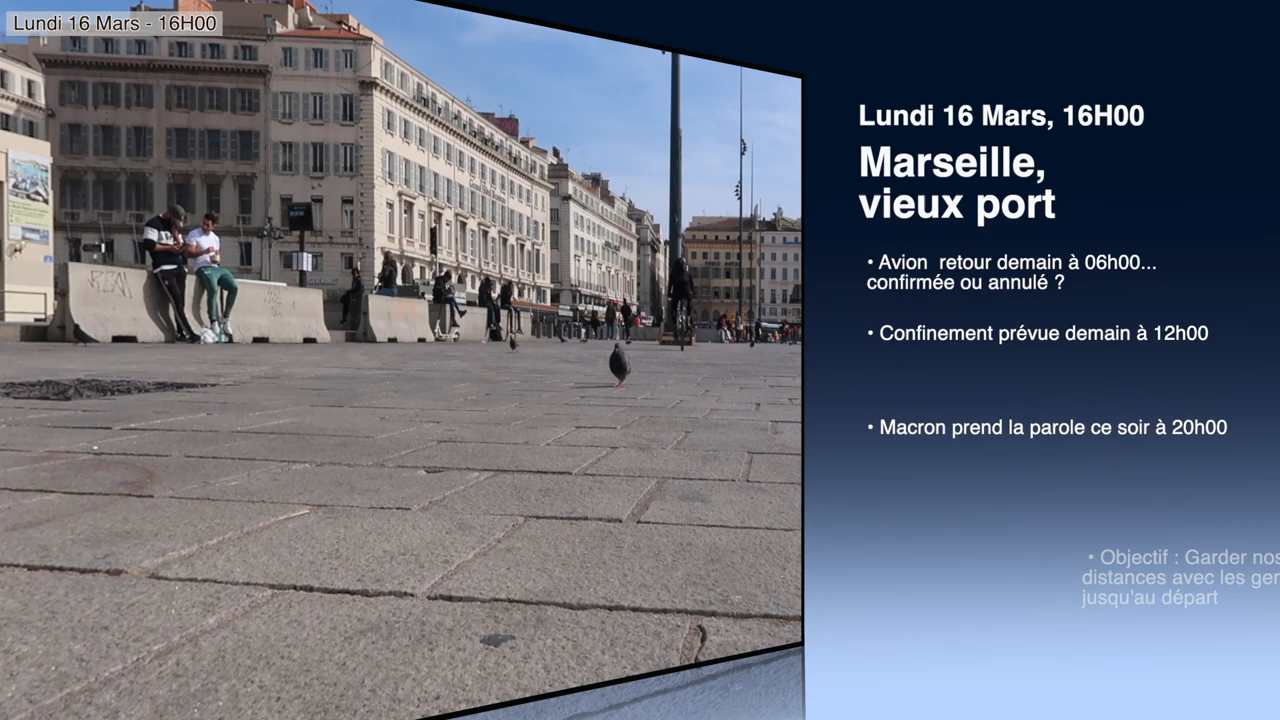 Lundi 16 Mars - 16H00
Lundi 16 Mars, 16H00
Marseille,
vieux port
• Avion retour demain à 06h00...
confirmée ou annulé ?
• Confinement prévue demain à 12h00
• Macron prend la parole ce soir à 20h00
• Objectif : Garder nos
distances avec les
jusqu'au départ